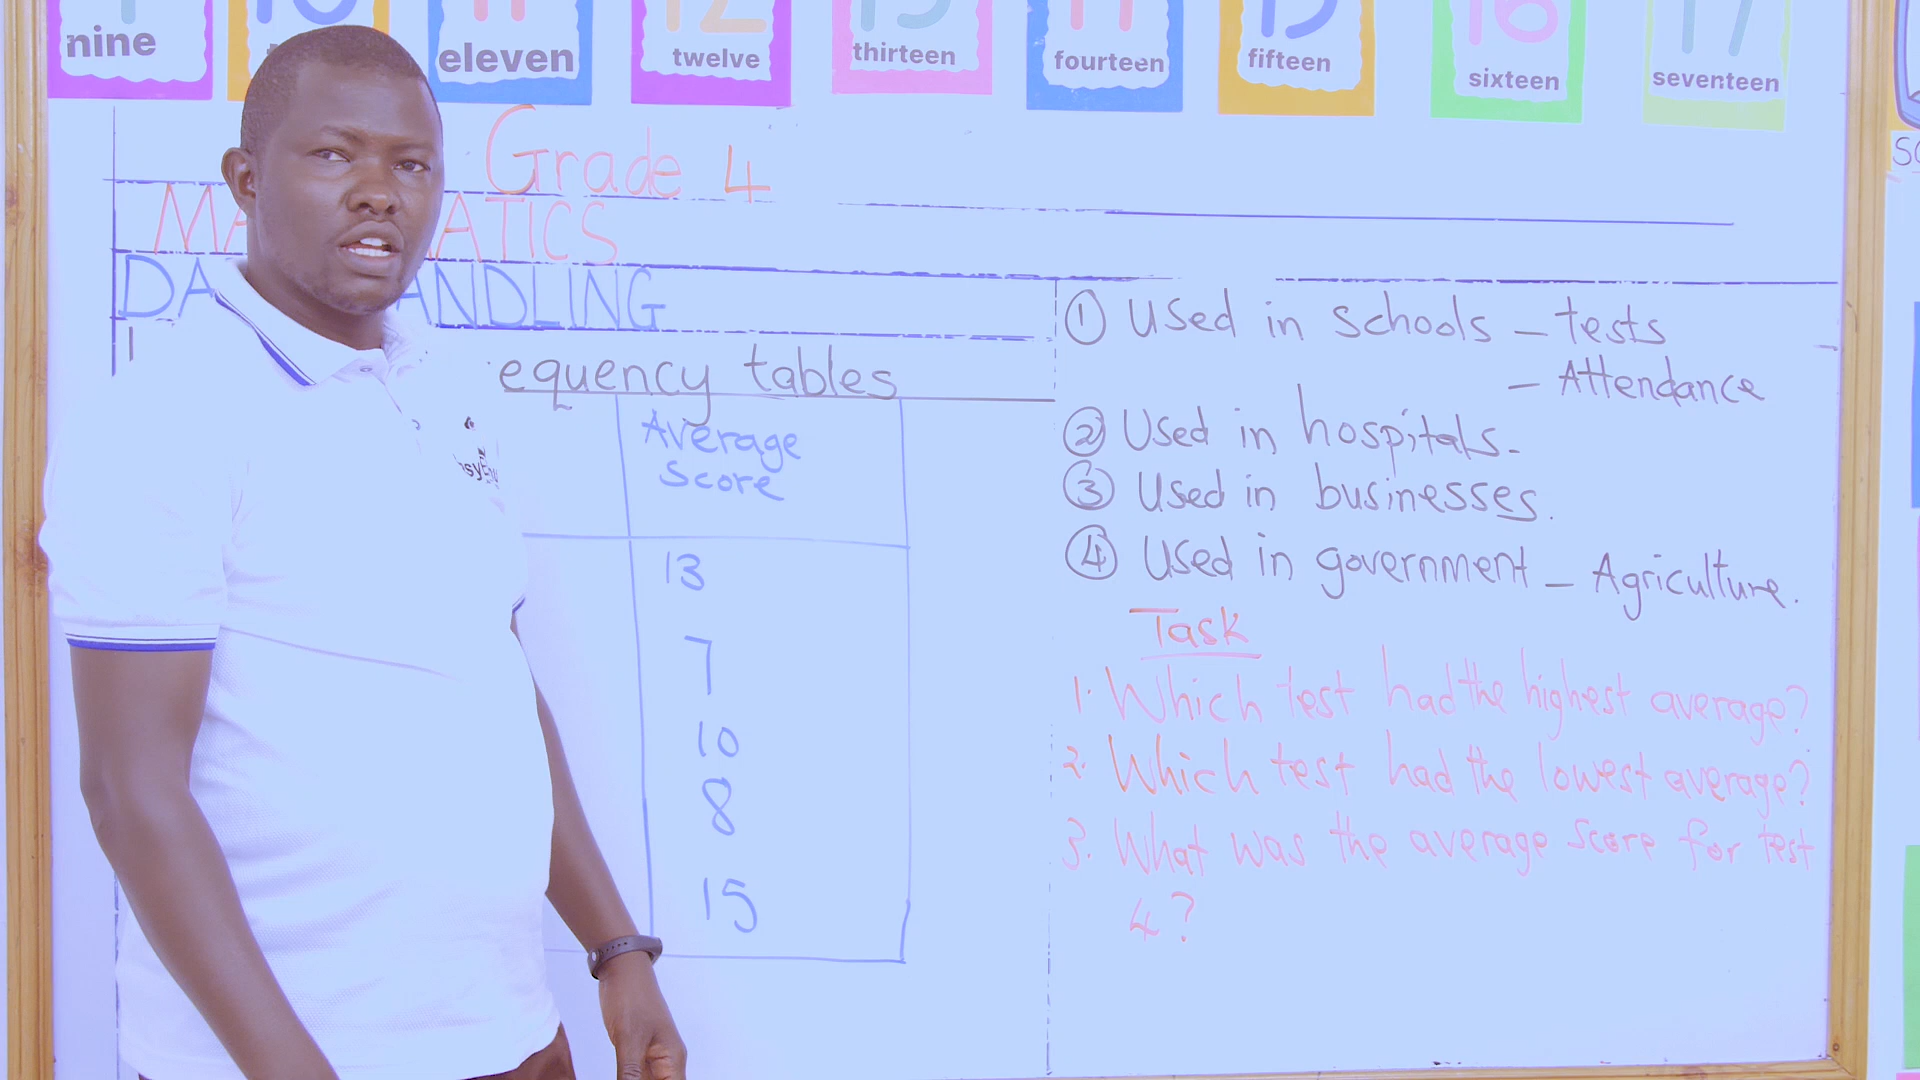 nine
eleven
twelve
thirteen
fourteen
fifteen
sixteen
seventeen
Grade 4
MA ATICS
DA ANDLING
equency tables
Average
Score
13
7
10
8
15
① Used in schools – tests
– Attendance
② Used in hospitals.
③ Used in businesses.
④ Used in government – Agriculture.
Task
1. Which test had the highest average?
2. Which test had the lowest average?
3. What was the average score for test
4?